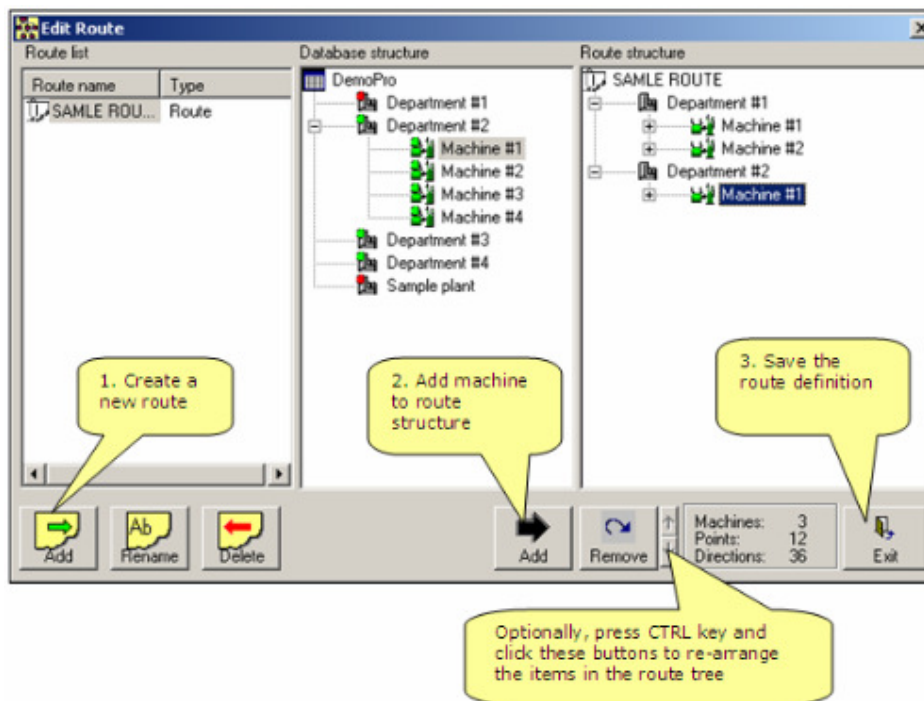 Edit Route
Route list
Database structure
Route structure
Route name
Type
SAMLE ROU...
Route
DemoPro
Department #1
Department #2
Machine #1
Machine #2
Machine #3
Machine #4
Department #3
Department #4
Sample plant
SAMLE ROUTE
Department #1
Machine #1
Machine #2
Department #2
Machine #1
1. Create a
new route
2. Add machine
to route
structure
3. Save the
route definition
Add
Ab
Rename
Delete
Add
Remove
Machines: 3
Points: 12
Directions: 36
Exit
Optionally, press CTRL key and
click these buttons to re-arrange
the items in the route tree